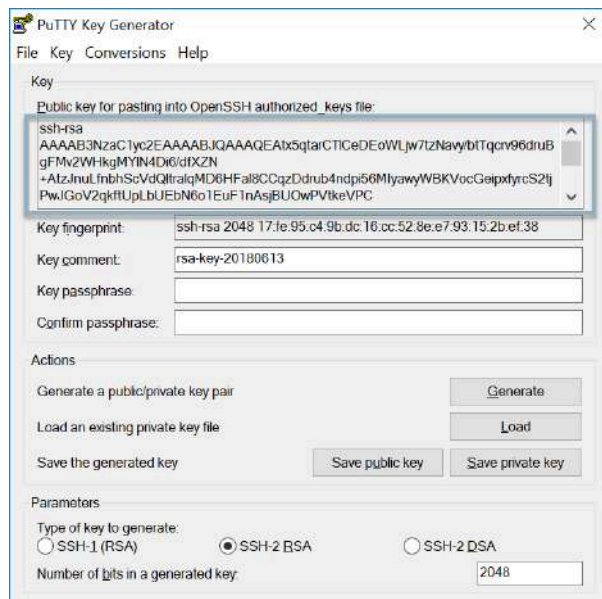 PuTTY Key Generator
File Key Conversions Help
Key
Public key for pasting into OpenSSH authorized_keys file:
ssh-rsa
AAAAB3NzaC1yc2EAAAABJQAAAQEAtx5qtarCTlCeDEoWLjw7tzNavy/btTqcrv96druB
gFMv2WHkgMYlN4Di6/dfXZN
+AtzJnuLfnbhScVdQltralqMD6HFal8CCqzDdrub4ndpi56MIyawyWBKVocGeipxfyrcS2tj
PwJGoV2qkftUpLbUEbN6o1EuF1nAsjBUOwPVtkeVPC
Key fingerprint: ssh-rsa 2048 17:fe:95:c4:9b:dc:16:cc:52:8e:e7:93:15:2b:ef:38
Key comment: rsa-key-20180613
Key passphrase:
Confirm passphrase:
Actions
Generate a public/private key pair Generate
Load an existing private key file Load
Save the generated key Save public key Save private key
Parameters
Type of key to generate:
SSH-1 (RSA) SSH-2 RSA SSH-2 DSA
Number of bits in a generated key: 2048